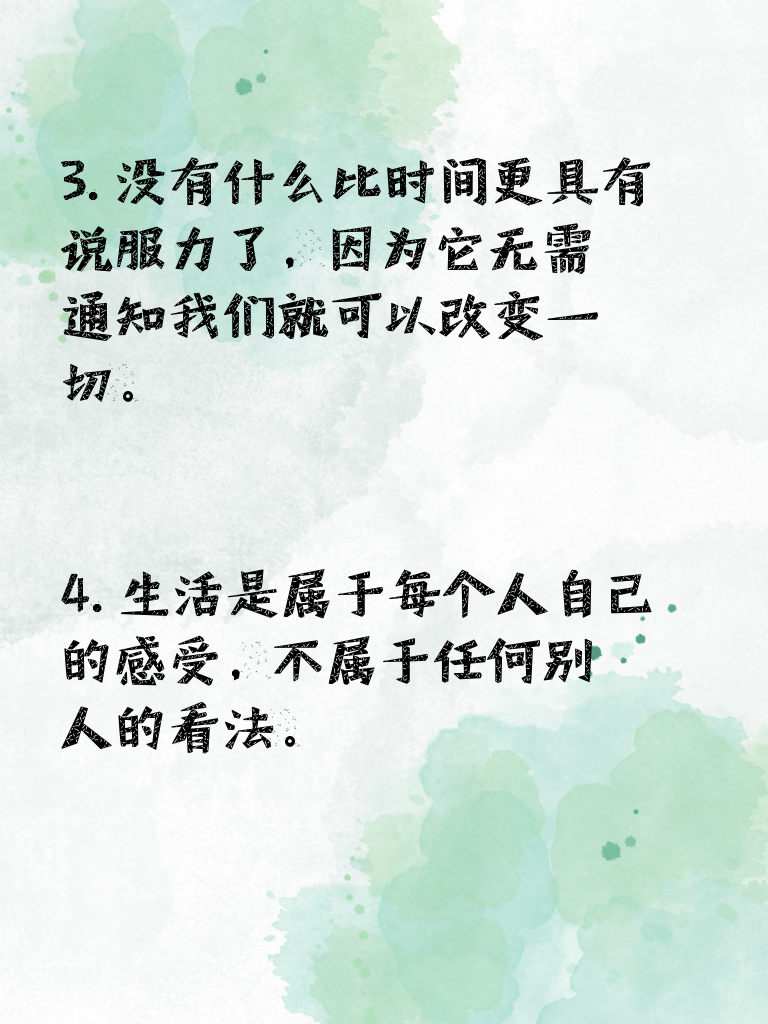 3. 没有什么比时间更具有
说服力了，因为它无需
通知我们就可以改变一
切。
4. 生活是属于每个人自己
的感受，不属于任何别
人的看法。